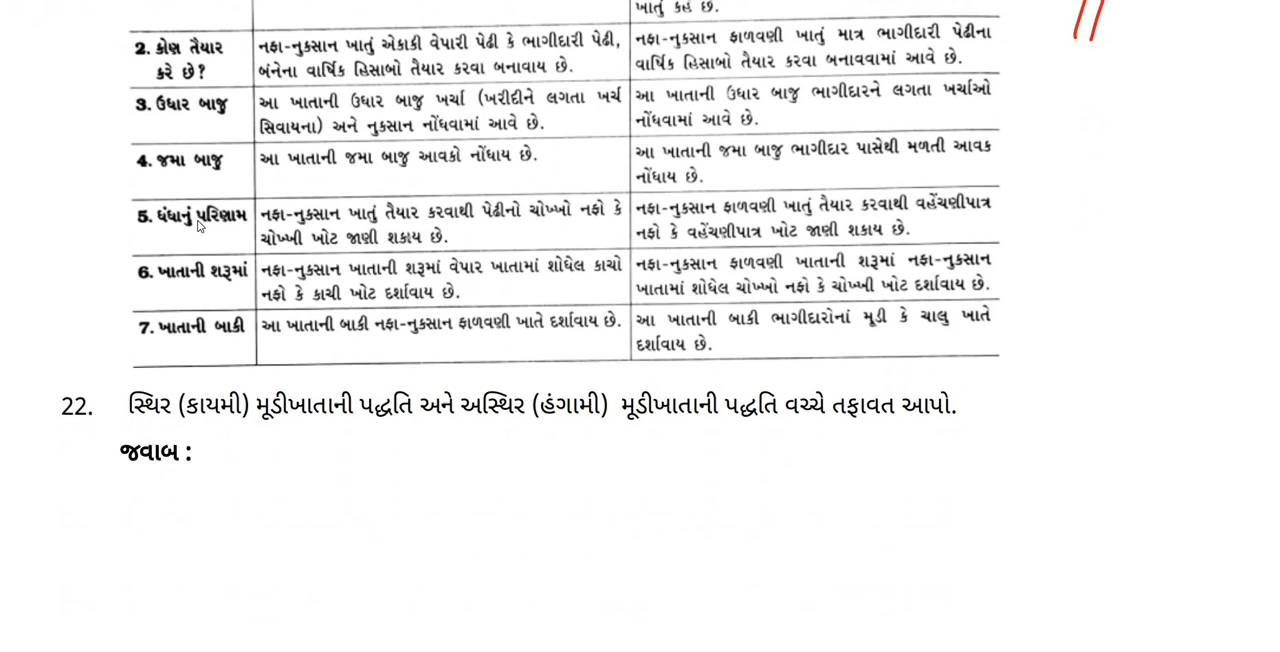 ખાતું કહે છે.
2. કોણ તૈયાર કરે છે? નફા-નુકસાન ખાતું એકાકી વેપારી પેઢી કે ભાગીદારી પેઢી, નફા-નુકસાન ફાળવણી ખાતું માત્ર ભાગીદારી પેઢીના
બંનેના વાર્ષિક હિસાબો તૈયાર કરવા બનાવાય છે. વાર્ષિક હિસાબો તૈયાર કરવા બનાવવામાં આવે છે.
3. ઉધાર બાજુ આ ખાતાની ઉધાર બાજુ ખર્ચા (ખરીદીને લગતા ખર્ચ આ ખાતાની ઉધાર બાજુ ભાગીદારને લગતા ખર્ચાઓ
સિવાયના) અને નુકસાન નોંધવામાં આવે છે. નોંધવામાં આવે છે.
4. જમા બાજુ આ ખાતાની જમા બાજુ આવકો નોંધાય છે. આ ખાતાની જમા બાજુ ભાગીદાર પાસેથી મળતી આવક
નોંધાય છે.
5. ધંધાનું પરિણામ નફા-નુકસાન ખાતું તૈયાર કરવાથી પેઢીનો ચોખ્ખો નફો કે નફા-નુકસાન ફાળવણી ખાતું તૈયાર કરવાથી વહેંચણીપાત્ર
ચોખ્ખી ખોટ જાણી શકાય છે. નફો કે વહેંચણીપાત્ર ખોટ જાણી શકાય છે.
6. ખાતાની શરૂમાં નફા-નુકસાન ખાતાની શરૂમાં વેપાર ખાતામાં શોધેલ કાચો નફા-નુકસાન ફાળવણી ખાતાની શરૂમાં નફા-નુકસાન
નફો કે કાચી ખોટ દર્શાવાય છે. ખાતામાં શોધેલ ચોખ્ખો નફો કે ચોખ્ખી ખોટ દર્શાવાય છે.
7. ખાતાની બાકી આ ખાતાની બાકી નફા-નુકસાન ફાળવણી ખાતે દર્શાવાય છે. આ ખાતાની બાકી ભાગીદારોનાં મૂડી કે ચાલુ ખાતે
દર્શાવાય છે.
22. સ્થિર (કાયમી) મૂડીખાતાની પદ્ધતિ અને અસ્થિર (હંગામી) મૂડીખાતાની પદ્ધતિ વચ્ચે તફાવત આપો.
જવાબ :